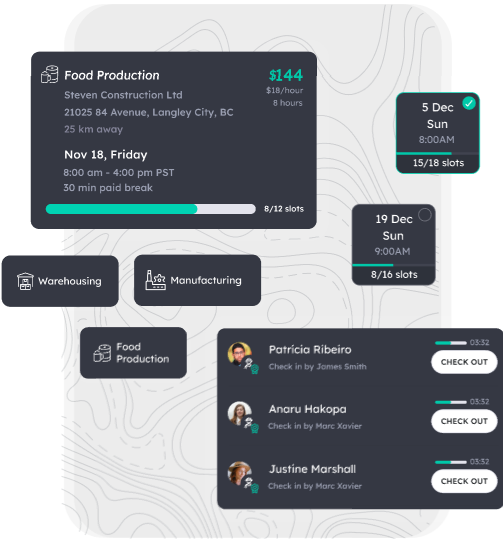 Food Production
$144
Steven Construction Ltd
$18/hour
21025 84 Avenue, Langley City, BC
8 hours
25 km away
Nov 18, Friday
8:00 am - 4:00 pm PST
30 min paid break
8/12 slots
5 Dec
Sun
8:00AM
15/18 slots
19 Dec
Sun
9:00AM
8/16 slots
Warehousing
Manufacturing
Food
Production
Patricia Ribeiro
Check in by James Smith
03:32
CHECK OUT
Anaru Hakopa
Check in by Marc Xavier
03:32
CHECK OUT
Justine Marshall
Check in by Marc Xavier
03:32
CHECK OUT